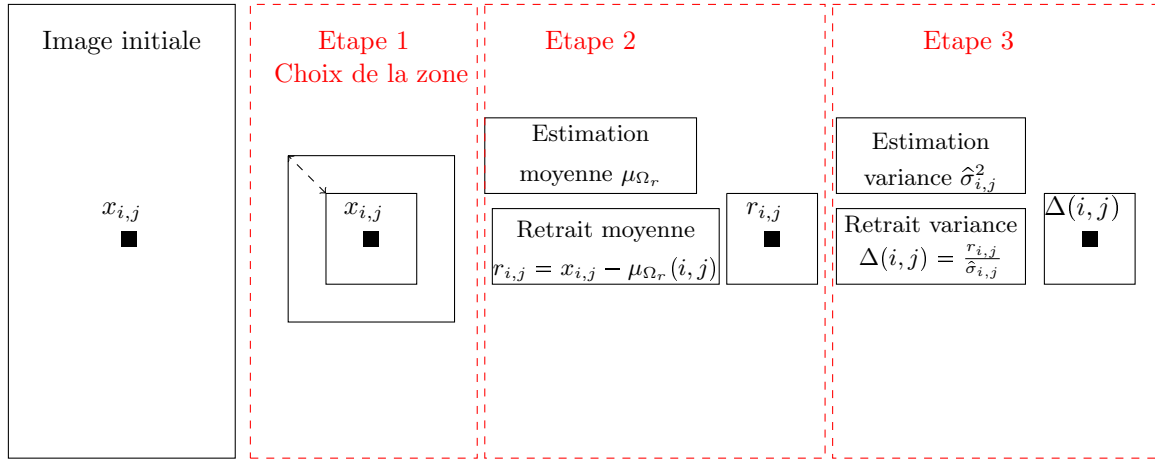 Image initiale
x_{i,j}
Etape 1
Choix de la zone
x_{i,j}
Etape 2
Estimation
moyenne μ_{Ω_r}
Retrait moyenne
r_{i,j} = x_{i,j} − μ_{Ω_r}(i, j)
r_{i,j}
Etape 3
Estimation
variance σ̂²_{i,j}
Retrait variance
Δ(i, j) = r_{i,j}/σ̂_{i,j}
Δ(i, j)